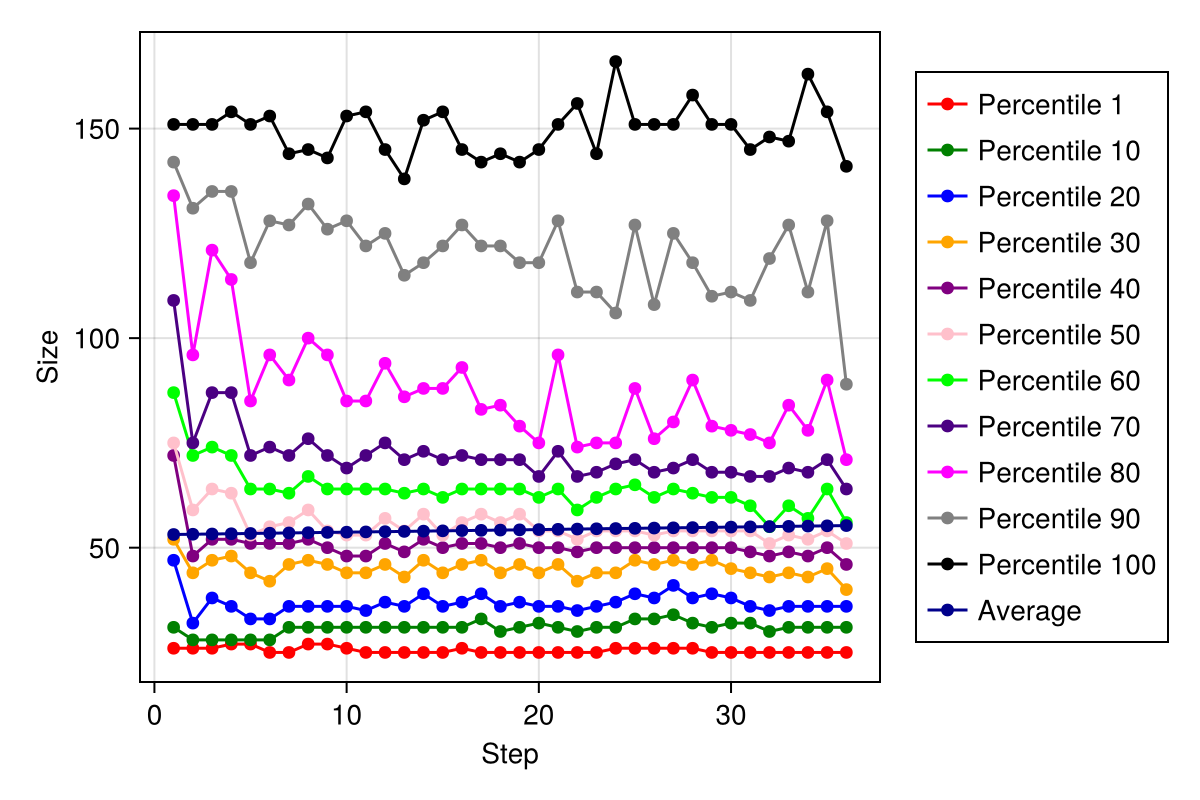 Size
150
100
50
0
10
20
30
Step
Percentile 1
Percentile 10
Percentile 20
Percentile 30
Percentile 40
Percentile 50
Percentile 60
Percentile 70
Percentile 80
Percentile 90
Percentile 100
Average